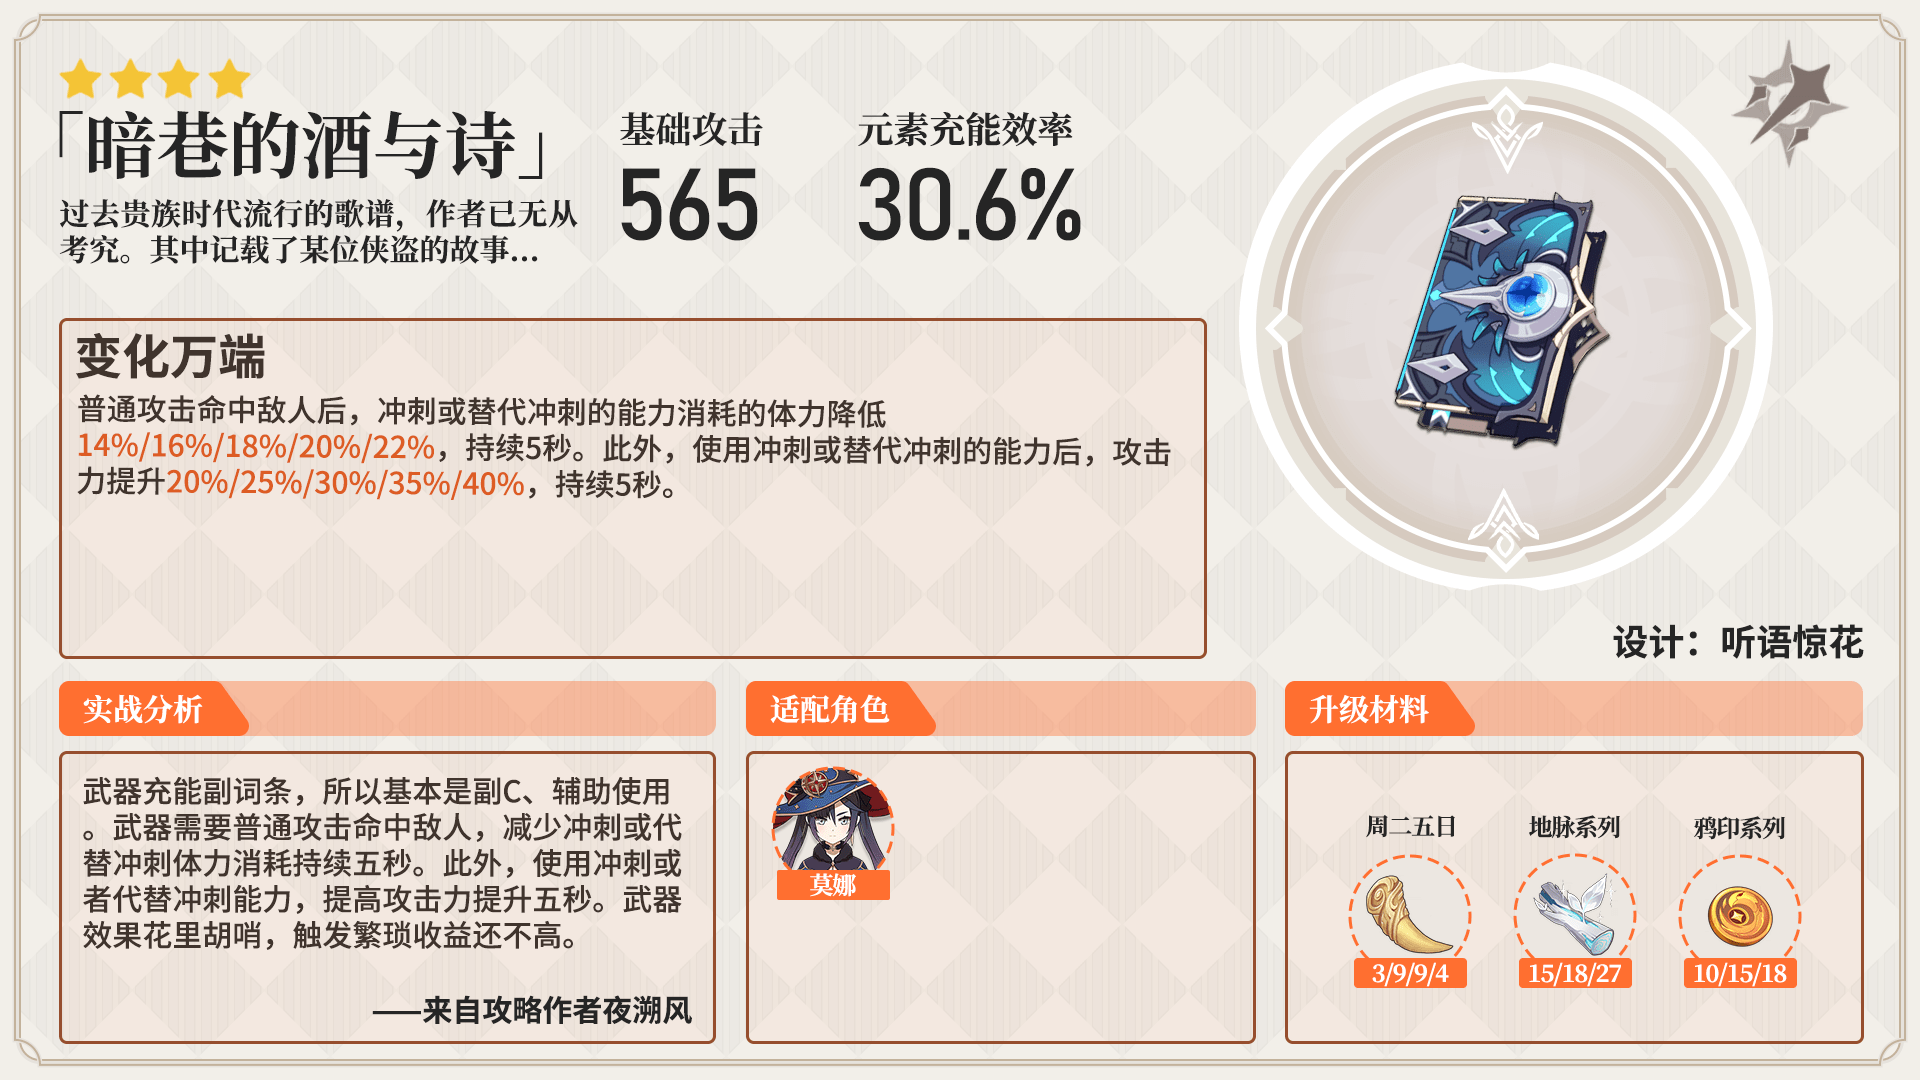 「暗巷的酒与诗」
过去贵族时代流行的歌谱，作者已无从
考究。其中记载了某位侠盗的故事...
基础攻击
565
元素充能效率
30.6%
变化万端
普通攻击命中敌人后，冲刺或替代冲刺的能力消耗的体力降低
14%/16%/18%/20%/22%，持续5秒。此外，使用冲刺或替代冲刺的能力后，攻击
力提升20%/25%/30%/35%/40%，持续5秒。
设计：听语惊花
实战分析
武器充能副词条，所以基本是副C、辅助使用
。武器需要普通攻击命中敌人，减少冲刺或代
替冲刺体力消耗持续五秒。此外，使用冲刺或
者代替冲刺能力，提高攻击力提升五秒。武器
效果花里胡哨，触发繁琐收益还不高。
——来自攻略作者夜溯风
适配角色
莫娜
升级材料
周二五日
3/9/9/4
地脉系列
15/18/27
鸦印系列
10/15/18